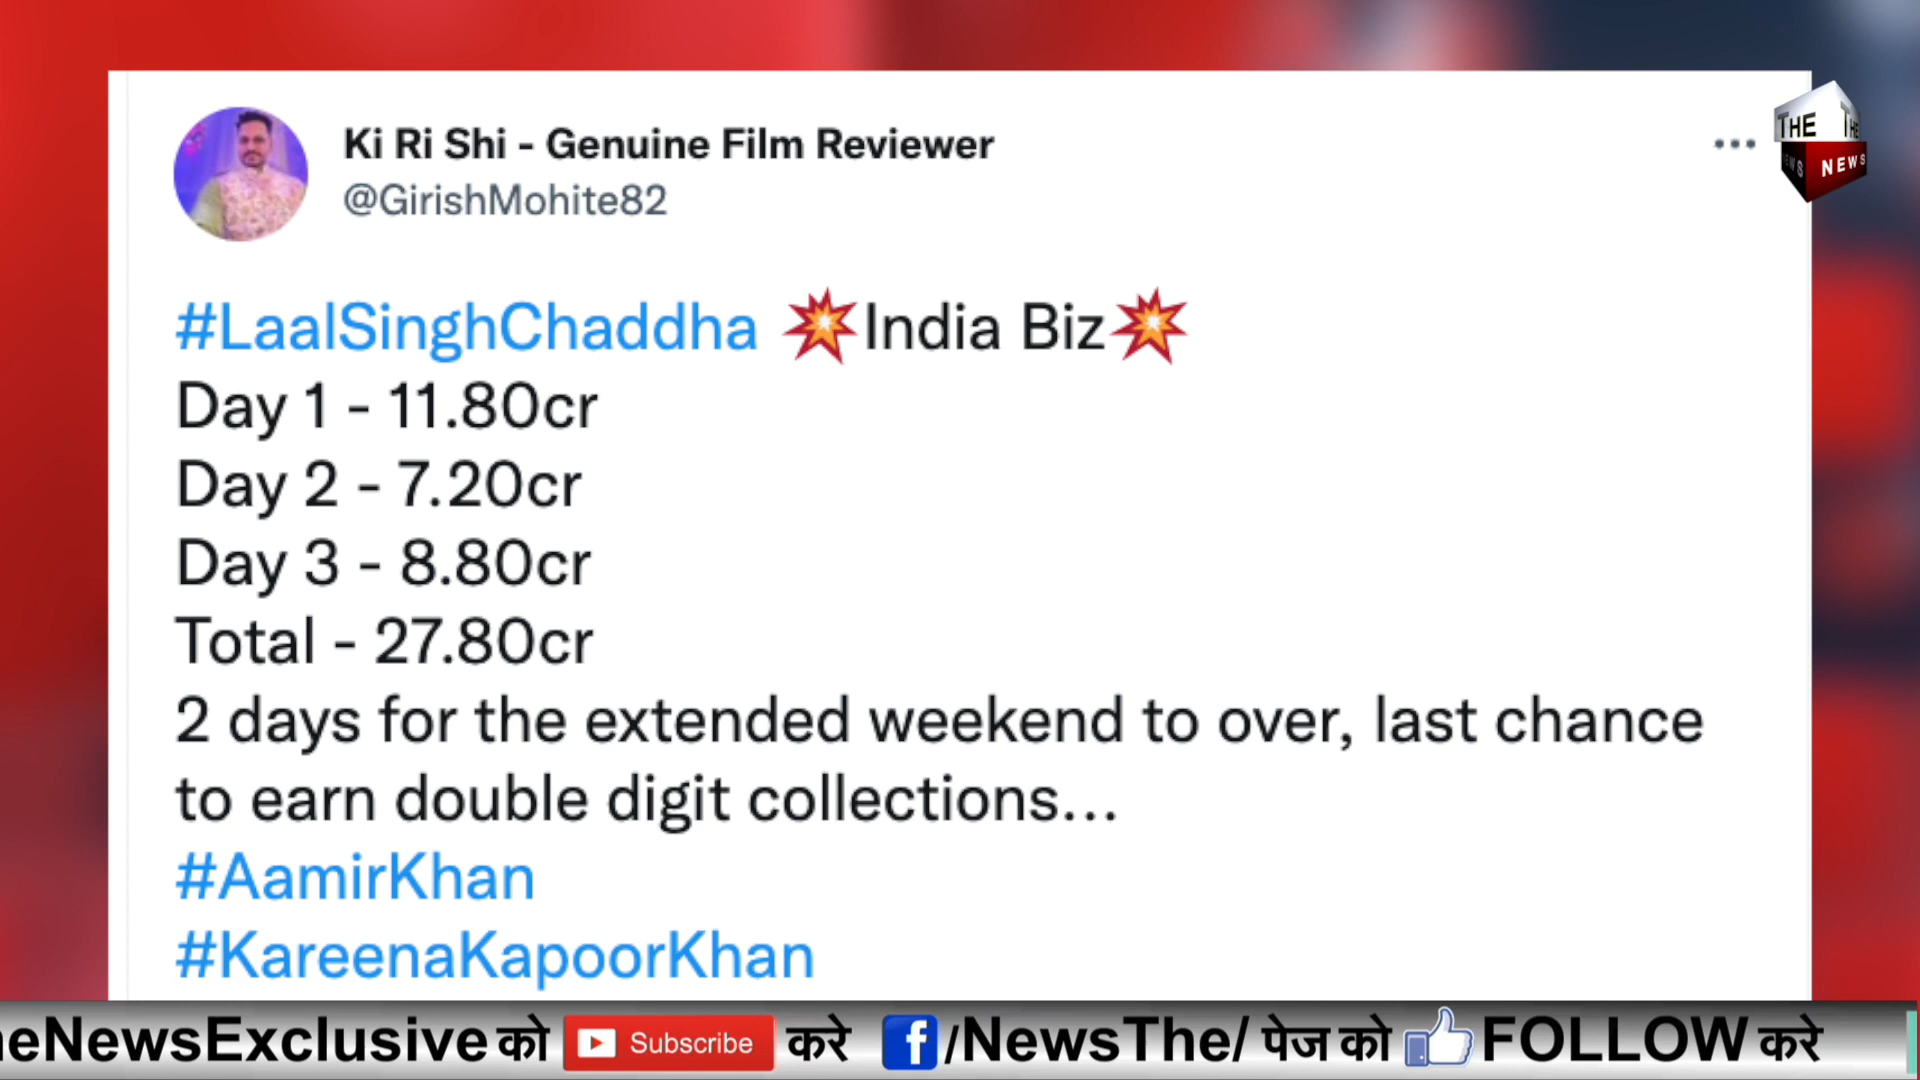 Ki Ri Shi - Genuine Film Reviewer
@GirishMohite82
THE THE
NEWS
#LaalSinghChaddha 💥India Biz💥
Day 1 - 11.80cr
Day 2 - 7.20cr
Day 3 - 8.80cr
Total - 27.80cr
2 days for the extended weekend to over, last chance
to earn double digit collections...
#AamirKhan
#KareenaKapoorKhan
eNewsExclusive को Subscribe करे f/NewsThe/ पेज को FOLLOW करे